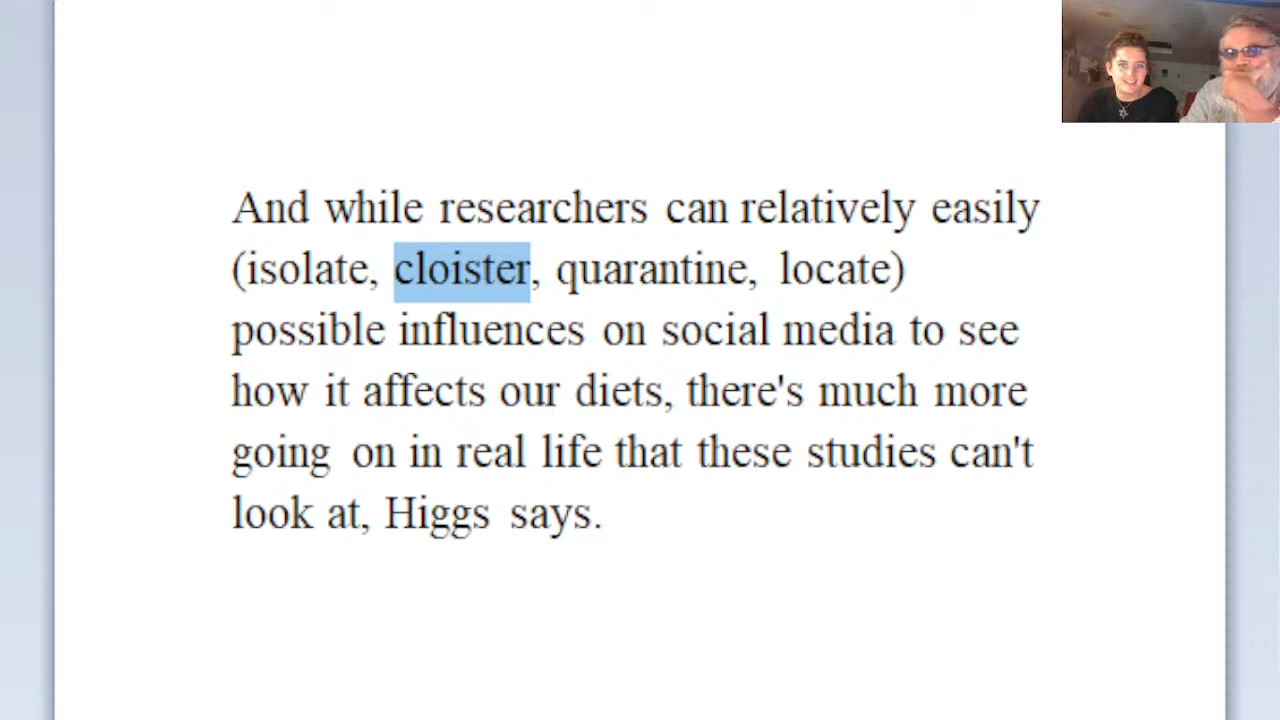 And while researchers can relatively easily
(isolate, cloister, quarantine, locate)
possible influences on social media to see
how it affects our diets, there's much more
going on in real life that these studies can't
look at, Higgs says.